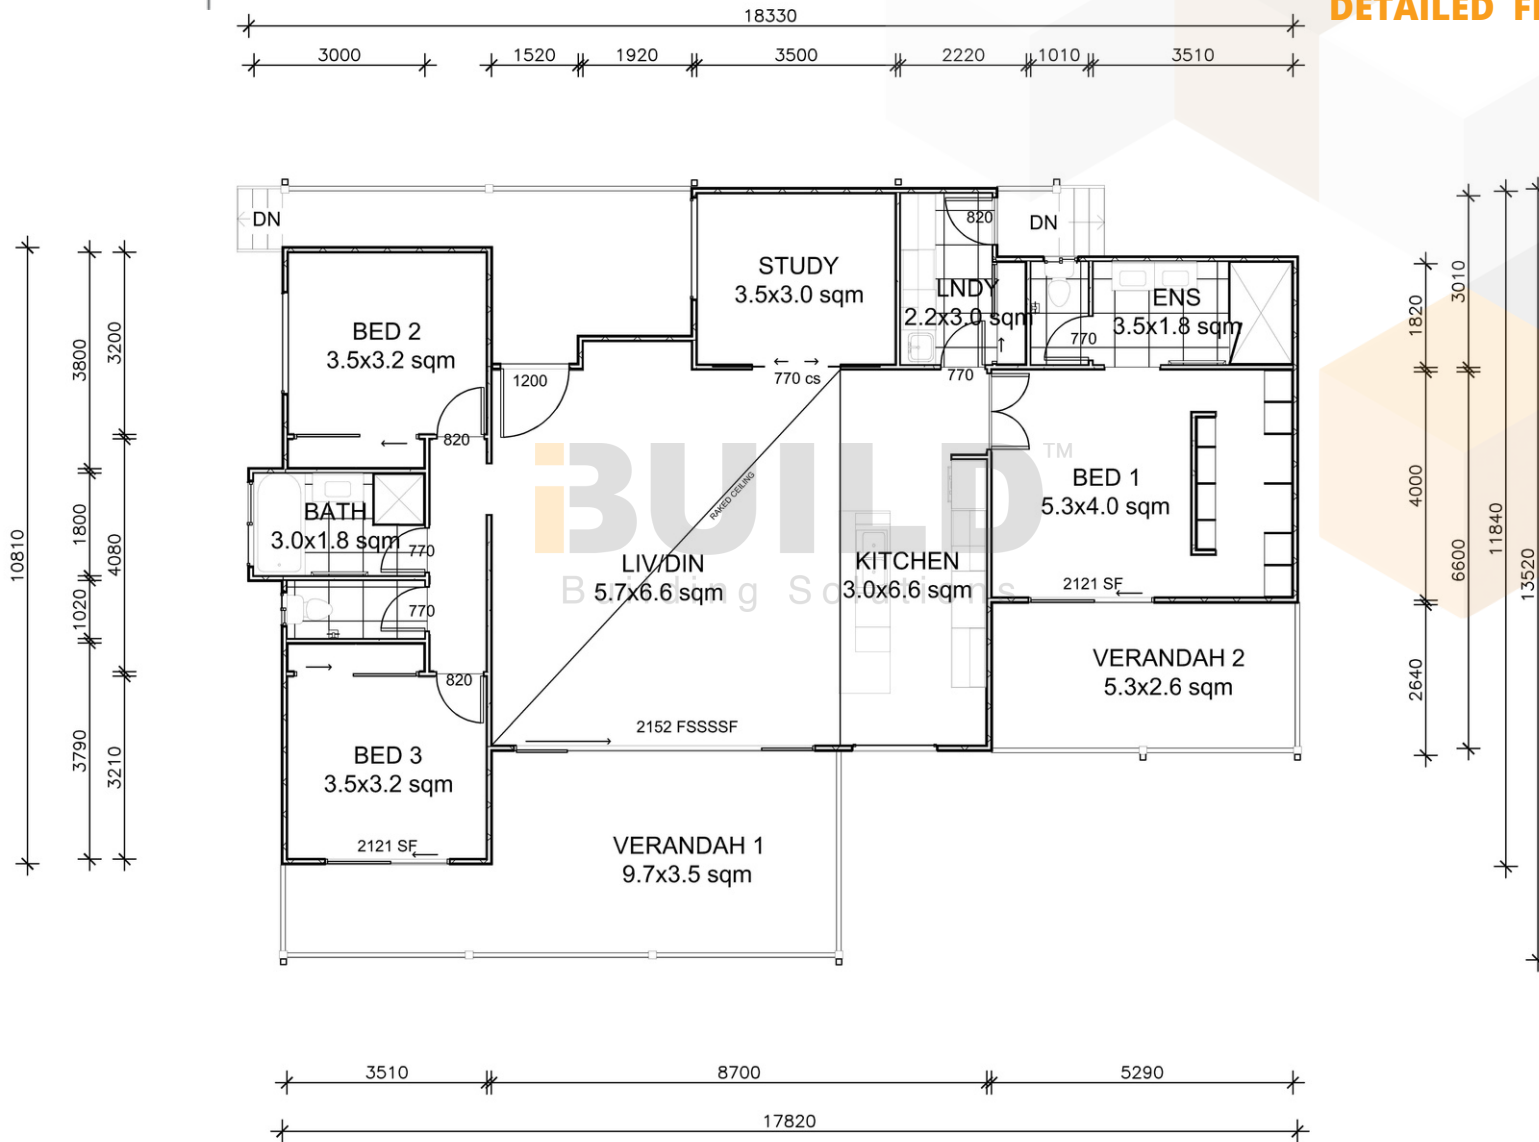 DETAILED FL
18330
3000
1520
1920
3500
2220
1010
3510
DN
DN
820
STUDY
3.5x3.0 sqm
LNDY
2.2x3.0 sqm
ENS
3.5x1.8 sqm
770
BED 2
3.5x3.2 sqm
1200
770 cs
770
820
RAKED CEILING
iBUILD™
Building Solutions
BATH
3.0x1.8 sqm
770
770
LIV/DIN
5.7x6.6 sqm
KITCHEN
3.0x6.6 sqm
BED 1
5.3x4.0 sqm
2121 SF
VERANDAH 2
5.3x2.6 sqm
820
2152 FSSSSF
BED 3
3.5x3.2 sqm
2121 SF
VERANDAH 1
9.7x3.5 sqm
10810
3800
1800
1020
3790
3200
4080
3210
1820
4000
2640
3010
6600
11840
13520
3510
8700
5290
17820